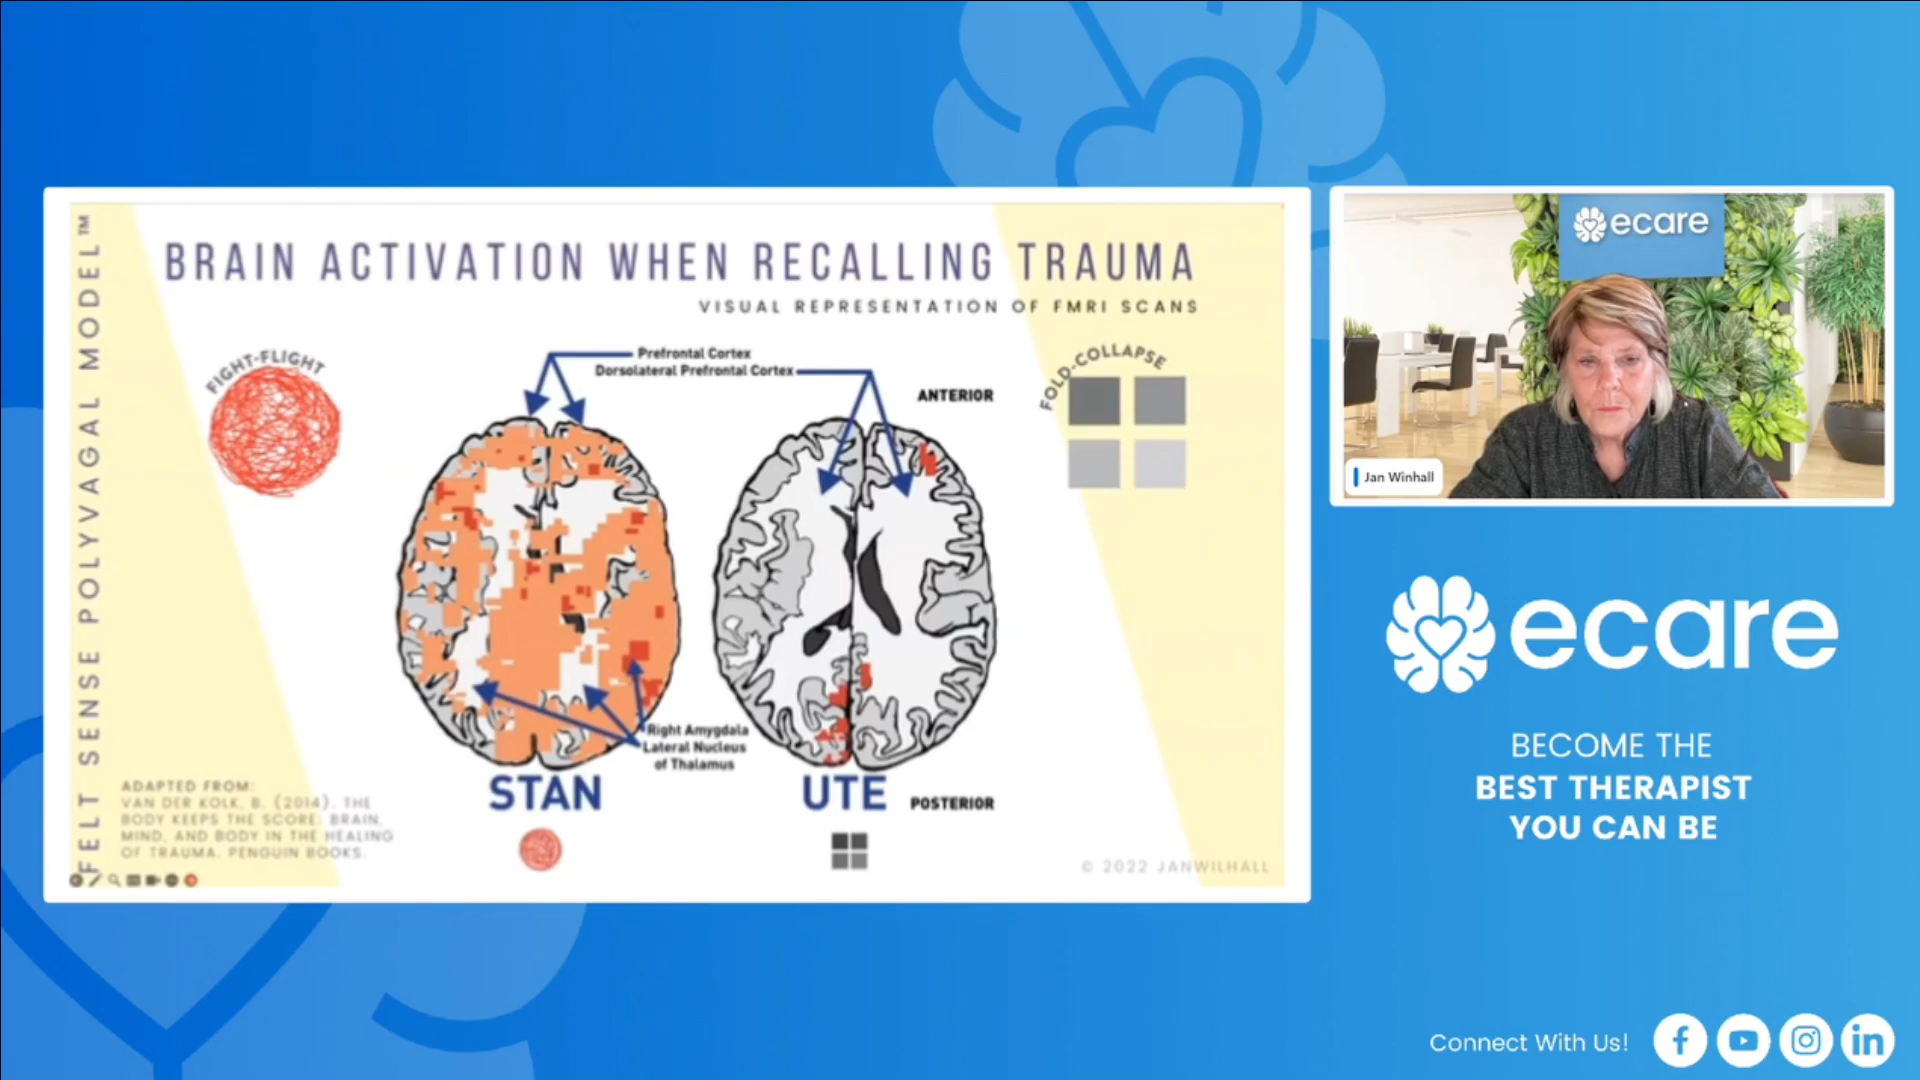 FELT SENSE POLYVAGAL MODEL™
BRAIN ACTIVATION WHEN RECALLING TRAUMA
VISUAL REPRESENTATION OF FMRI SCANS
FIGHT-FLIGHT
Prefrontal Cortex
Dorsolateral Prefrontal Cortex
ANTERIOR
FOLD-COLLAPSE
Right Amygdala
Lateral Nucleus
of Thalamus
STAN
UTE
POSTERIOR
ADAPTED FROM:
VAN DER KOLK, B. (2014). THE
BODY KEEPS THE SCORE: BRAIN,
MIND, AND BODY IN THE HEALING
OF TRAUMA. PENGUIN BOOKS.
© 2022 JANWILHALL
ecare
Jan Winhall
ecare
BECOME THE
BEST THERAPIST
YOU CAN BE
Connect With Us!